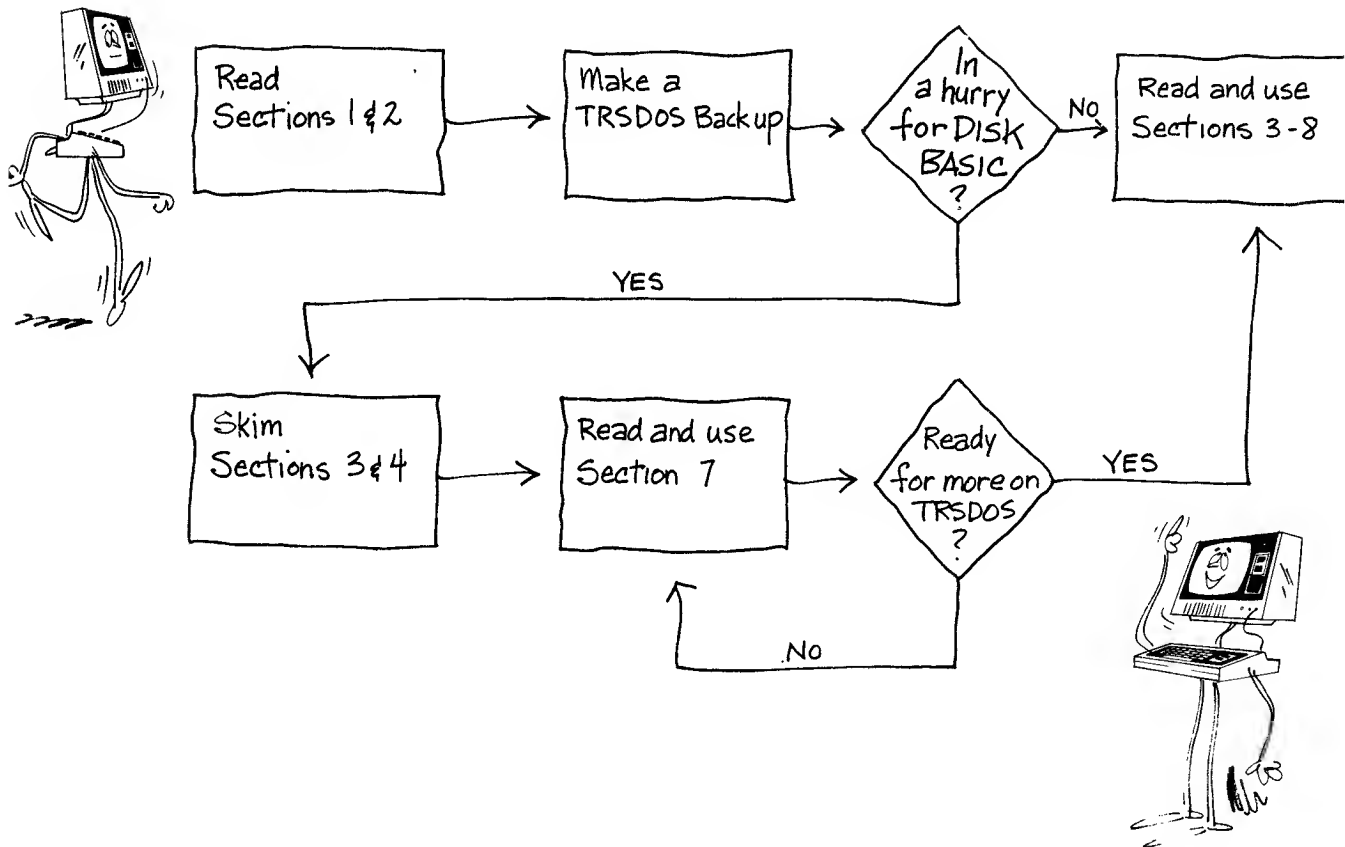 Read
Sections 1 & 2
Make a
TRSDOS Backup
In
a hurry
for DISK
BASIC
?
NO
Read and use
Sections 3-8
YES
Skim
Sections 3 & 4
Read and use
Section 7
Ready
for more on
TRSDOS
?
YES
NO